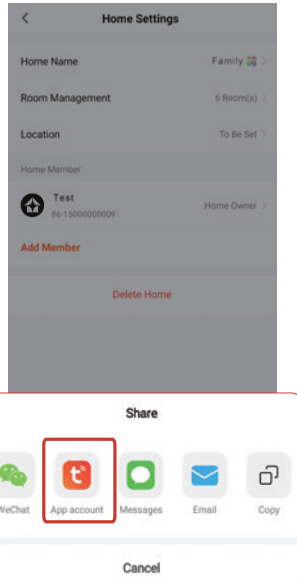 Home Settings
Home Name Family
Room Management 6 Room(s)
Location To Be Set
Home Member
Test
86-15000000009 Home Owner
Add Member
Delete Home
Share
WeChat App account Messages Email Copy
Cancel